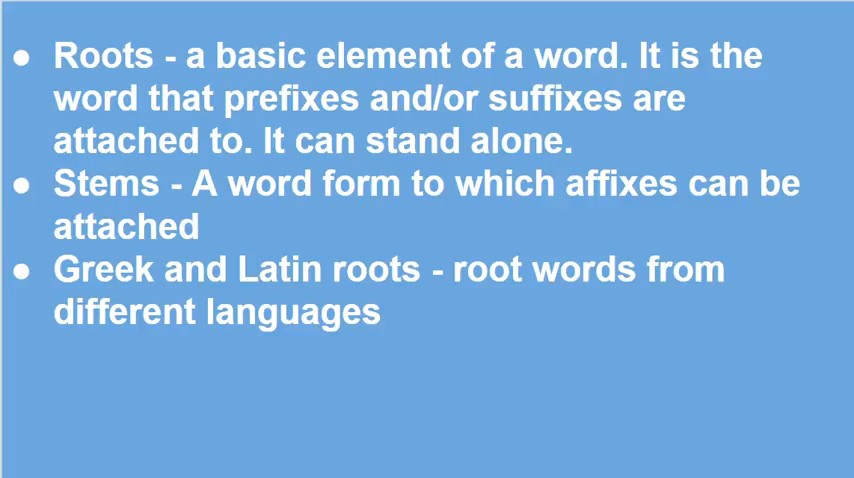 ● Roots - a basic element of a word. It is the
word that prefixes and/or suffixes are
attached to. It can stand alone.
● Stems - A word form to which affixes can be
attached
● Greek and Latin roots - root words from
different languages